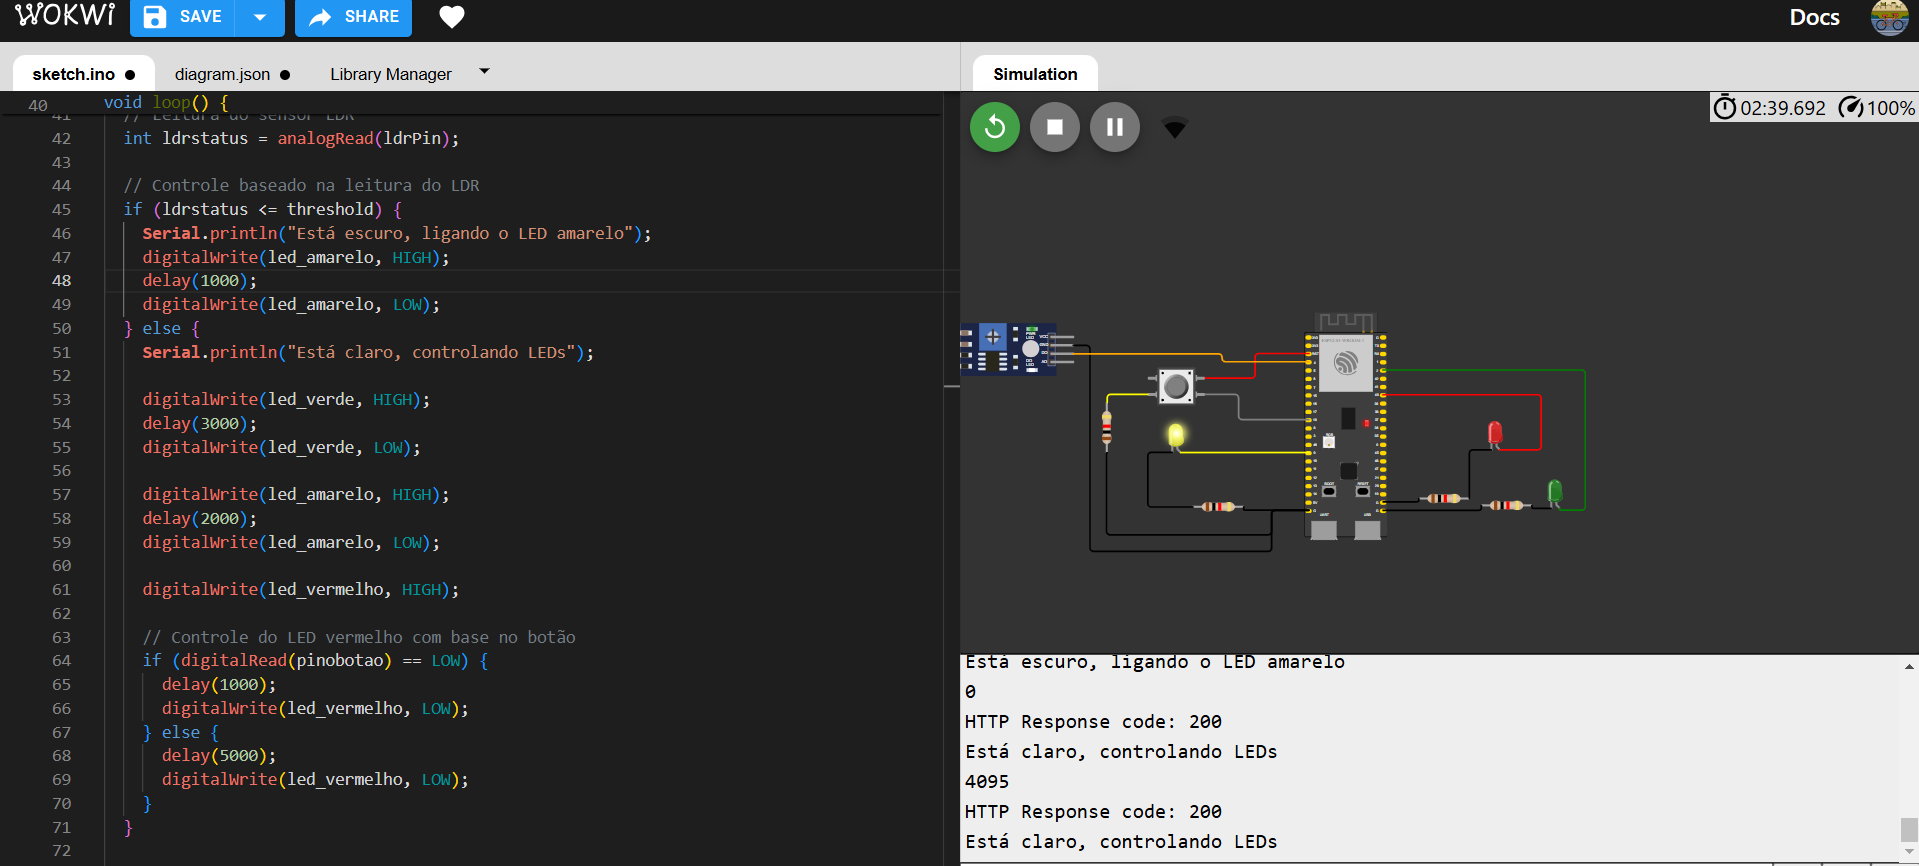 WOKWi
SAVE
SHARE
Docs
sketch.ino
diagram.json
Library Manager
Simulation
40 void loop() {
41 // Leitura do sensor LDR
42 int ldrstatus = analogRead(ldrPin);
43
44 // Controle baseado na leitura do LDR
45 if (ldrstatus <= threshold) {
46 Serial.println("Está escuro, ligando o LED amarelo");
47 digitalWrite(led_amarelo, HIGH);
48 delay(1000);
49 digitalWrite(led_amarelo, LOW);
50 } else {
51 Serial.println("Está claro, controlando LEDs");
52
53 digitalWrite(led_verde, HIGH);
54 delay(3000);
55 digitalWrite(led_verde, LOW);
56
57 digitalWrite(led_amarelo, HIGH);
58 delay(2000);
59 digitalWrite(led_amarelo, LOW);
60
61 digitalWrite(led_vermelho, HIGH);
62
63 // Controle do LED vermelho com base no botão
64 if (digitalRead(pinobotao) == LOW) {
65 delay(1000);
66 digitalWrite(led_vermelho, LOW);
67 } else {
68 delay(5000);
69 digitalWrite(led_vermelho, LOW);
70 }
71 }
72
02:39.692 100%
Está escuro, ligando o LED amarelo
0
HTTP Response code: 200
Está claro, controlando LEDs
4095
HTTP Response code: 200
Está claro, controlando LEDs